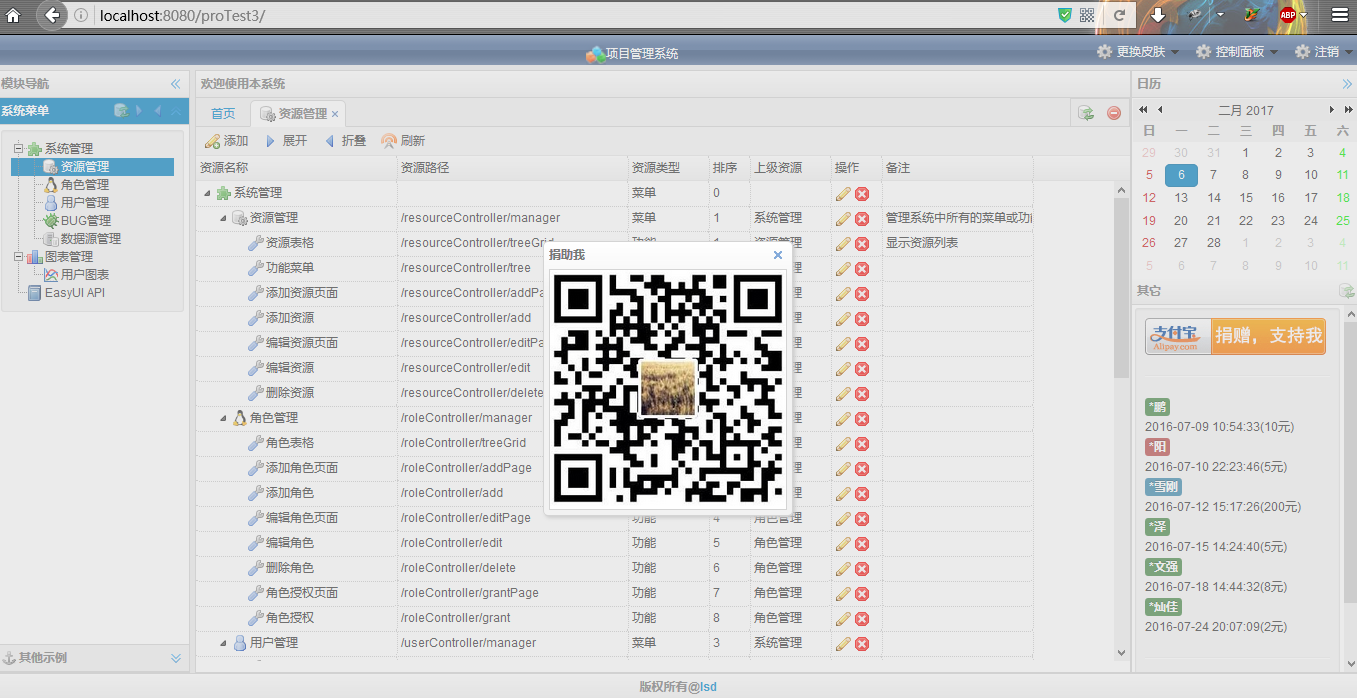 localhost:8080/proTest3/
ABP
项目管理系统
更换皮肤 控制面板 注销
模块导航
系统菜单
系统管理
资源管理
角色管理
用户管理
BUG管理
数据源管理
图表管理
用户图表
EasyUI API
其他示例
欢迎使用本系统
首页 资源管理
添加 展开 折叠 刷新
资源名称 资源路径 资源类型 排序 上级资源 操作 备注
系统管理 菜单 0
资源管理 /resourceController/manager 菜单 1 系统管理 管理系统中所有的菜单或功
资源表格 /resourceController/treeGrid 功能 1 资源管理 显示资源列表
功能菜单 /resourceController/tree 理
添加资源页面 /resourceController/addPa 理
添加资源 /resourceController/add 理
编辑资源页面 /resourceController/editPa 理
编辑资源 /resourceController/edit 理
删除资源 /resourceController/delete 理
角色管理 /roleController/manager 理
角色表格 /roleController/treeGrid 理
添加角色页面 /roleController/addPage 理
添加角色 /roleController/add 理
编辑角色页面 /roleController/editPage 功能 4 角色管理
编辑角色 /roleController/edit 功能 5 角色管理
删除角色 /roleController/delete 功能 6 角色管理
角色授权页面 /roleController/grantPage 功能 7 角色管理
角色授权 /roleController/grant 功能 8 角色管理
用户管理 /userController/manager 菜单 3 系统管理
捐助我
日历
二月 2017
日 一 二 三 四 五 六
29 30 31 1 2 3 4
5 6 7 8 9 10 11
12 13 14 15 16 17 18
19 20 21 22 23 24 25
26 27 28 1 2 3 4
5 6 7 8 9 10 11
其它
支付宝
Alipay.com
捐赠，支持我
*鹏
2016-07-09 10:54:33(10元)
*阳
2016-07-10 22:23:46(5元)
*雪刚
2016-07-12 15:17:26(200元)
*泽
2016-07-15 14:24:40(5元)
*文强
2016-07-18 14:44:32(8元)
*灿佳
2016-07-24 20:07:09(2元)
版权所有@lsd